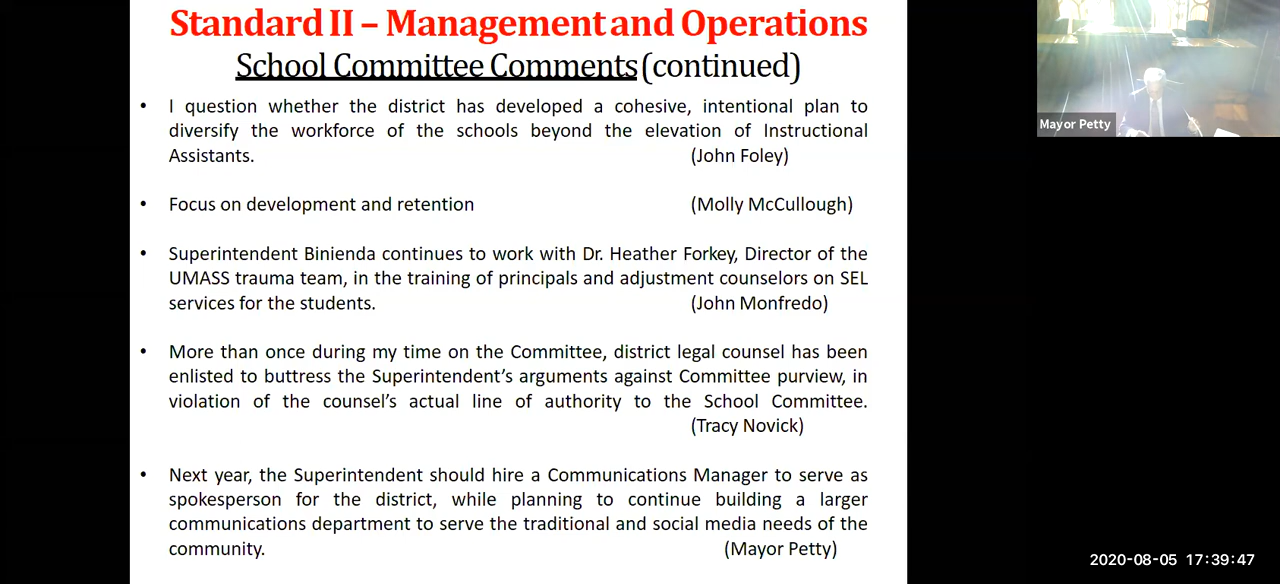 Standard II – Management and Operations
School Committee Comments (continued)
• I question whether the district has developed a cohesive, intentional plan to
diversify the workforce of the schools beyond the elevation of Instructional
Assistants. (John Foley)
• Focus on development and retention (Molly McCullough)
• Superintendent Binienda continues to work with Dr. Heather Forkey, Director of the
UMASS trauma team, in the training of principals and adjustment counselors on SEL
services for the students. (John Monfredo)
• More than once during my time on the Committee, district legal counsel has been
enlisted to buttress the Superintendent’s arguments against Committee purview, in
violation of the counsel’s actual line of authority to the School Committee.
(Tracy Novick)
• Next year, the Superintendent should hire a Communications Manager to serve as
spokesperson for the district, while planning to continue building a larger
communications department to serve the traditional and social media needs of the
community. (Mayor Petty)
Mayor Petty
2020-08-05 17:39:47